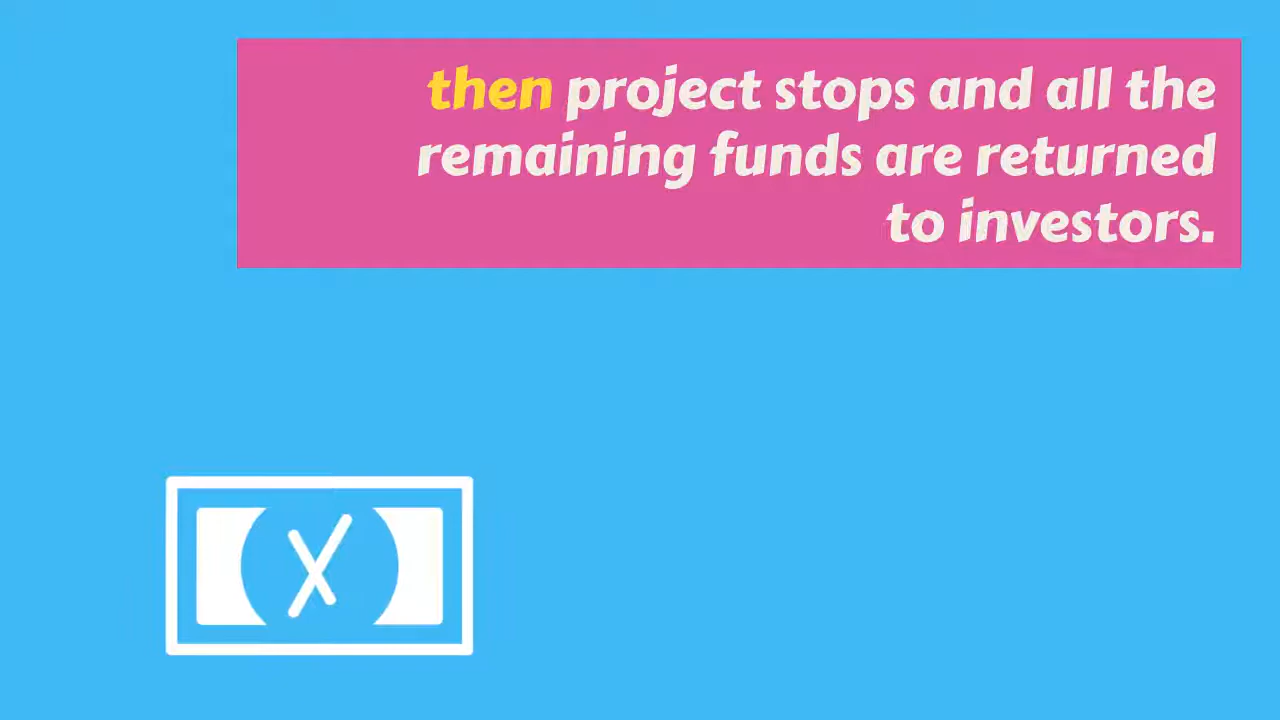 then project stops and all the
remaining funds are returned
to investors.
X